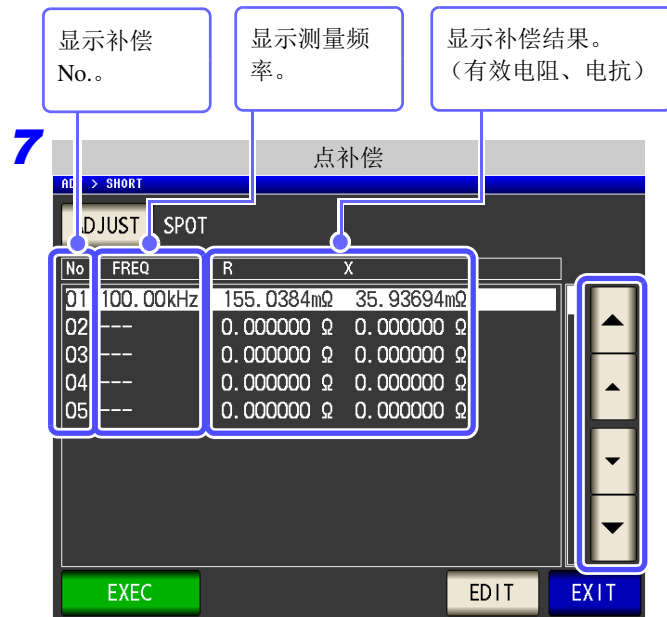 显示补偿
No.。
显示测量频
率。
显示补偿结果。
（有效电阻、电抗）
7
点补偿
> SHORT
DJUST SPOT
No FREQ R X
01 100.00kHz 155.0384mΩ 35.93694mΩ
02 --- 0.000000 Ω 0.000000 Ω
03 --- 0.000000 Ω 0.000000 Ω
04 --- 0.000000 Ω 0.000000 Ω
05 --- 0.000000 Ω 0.000000 Ω
EXEC EDIT EXIT